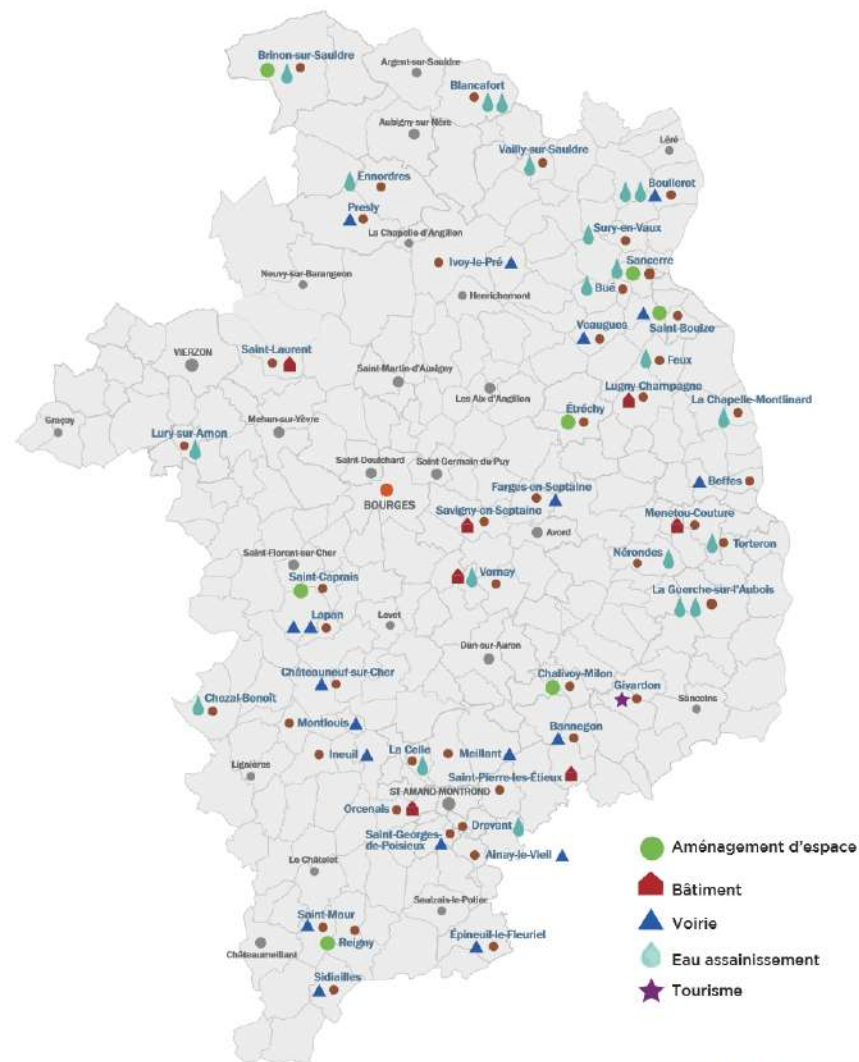 Brinon-sur-Sauldre
Argent-sur-Sauldre
Blancafort
Aubigny-sur-Nère
Vailly-sur-Sauldre
Léré
Ennordres
Boulleret
Presly
Sury-en-Vaux
La Chapelle-d'Angillon
Sancerre
Ivoy-le-Pré
Neuvy-sur-Barangeon
Bué
Henrichemont
Veaugues
Saint-Bouize
Saint-Laurent
VIERZON
Saint-Martin-d'Auxigny
Feux
Lugny-Champagne
Les Aix-d'Angillon
La Chapelle-Montlinard
Étréchy
Graçay
Mehun-sur-Yèvre
Lury-sur-Arnon
Saint-Doulchard
Saint-Germain-du-Puy
Farges-en-Septaine
Beffes
BOURGES
Savigny-en-Septaine
Menetou-Couture
Avord
Torteron
Saint-Florent-sur-Cher
Nérondes
Saint-Caprais
Vornay
La Guerche-sur-l'Aubois
Lapan
Levet
Dun-sur-Auron
Châteauneuf-sur-Cher
Chalivoy-Milon
Givardon
Chezal-Benoît
Sancoins
Montlouis
Bannegon
Ineuil
La Celle
Meillant
Lignières
Saint-Pierre-les-Étieux
ST-AMAND-MONTROND
Orcenais
Drevant
Saint-Georges-
de-Poisieux
Ainay-le-Vieil
Le Châtelet
Saulzais-le-Potier
Saint-Maur
Châteaumeillant
Reigny
Épineuil-le-Fleuriel
Sidiailles
Aménagement d'espace
Bâtiment
Voirie
Eau assainissement
Tourisme